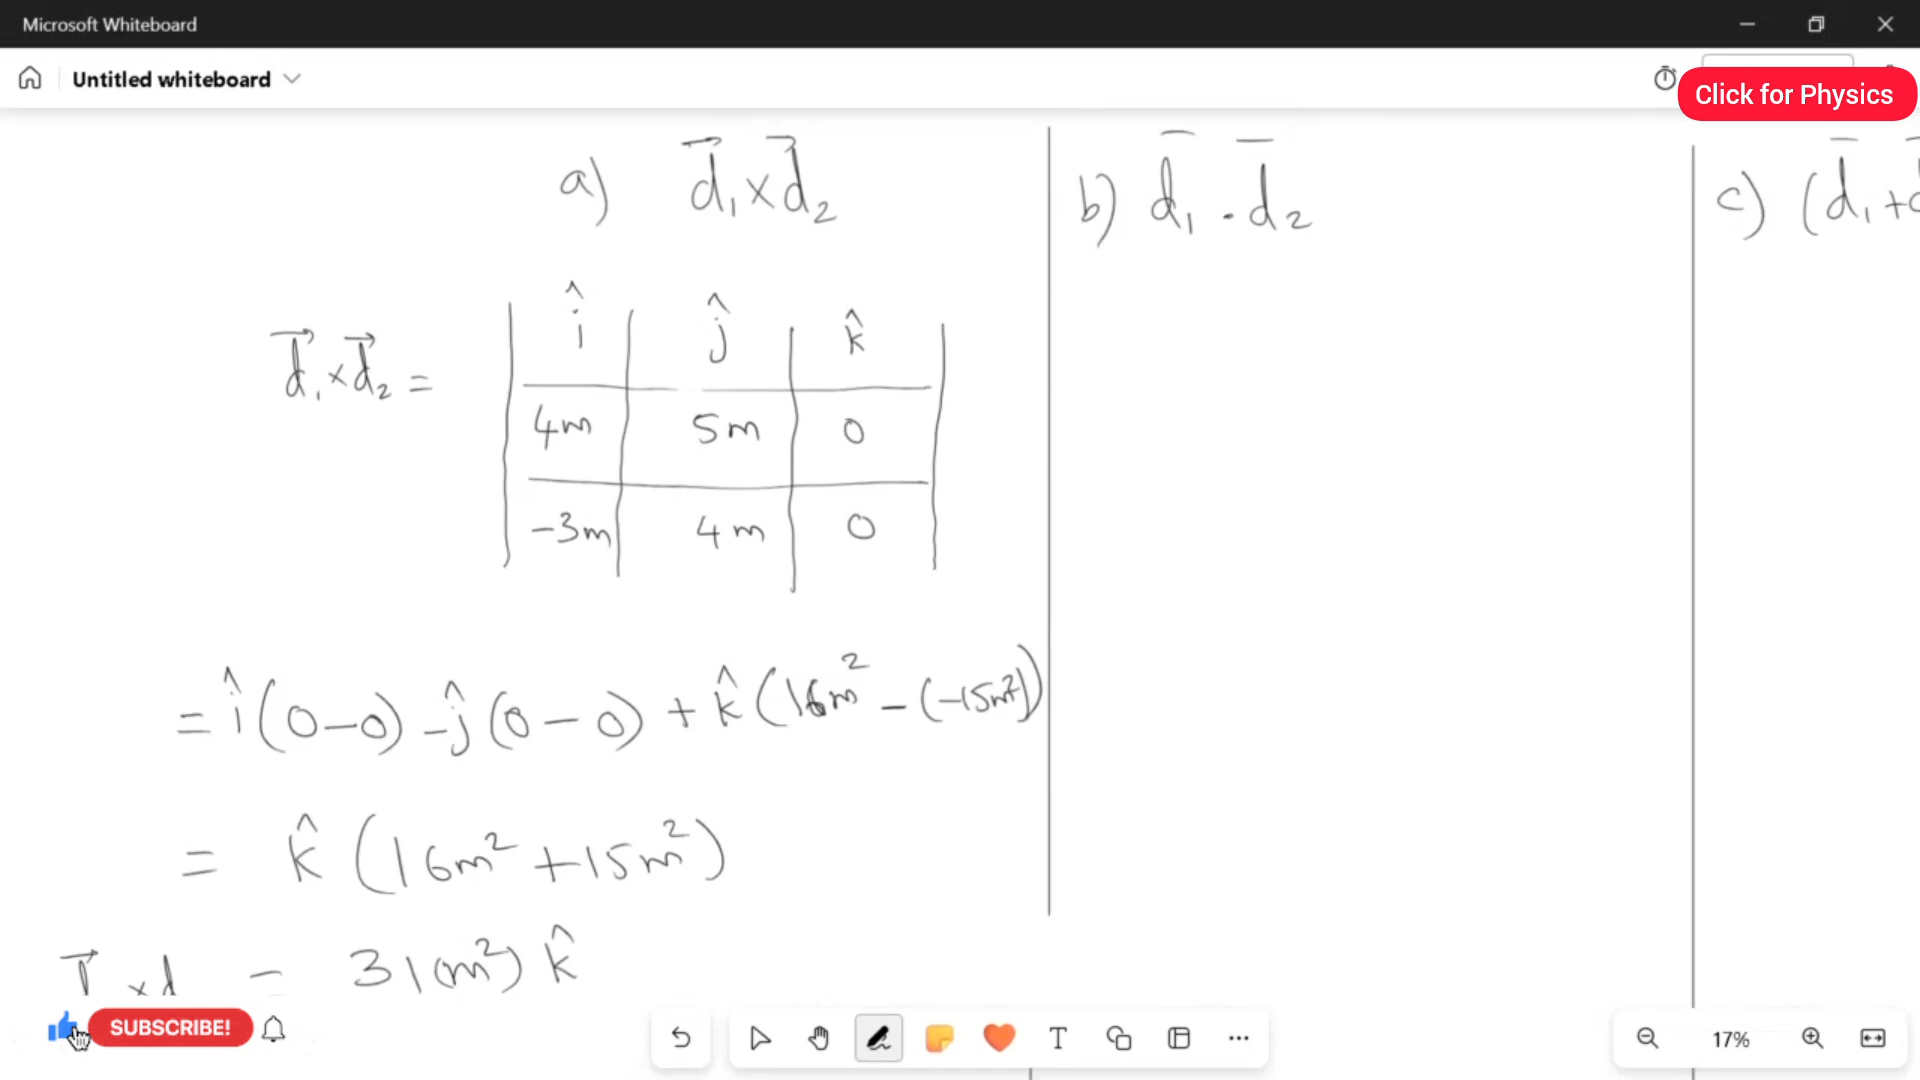 Microsoft Whiteboard
Untitled whiteboard
Click for Physics
a) d₁ × d₂
b) d₁ . d₂
c) (d₁ +
d₁ × d₂ =
î ĵ k̂
4m 5m 0
-3m 4m 0
= î (0-0) - ĵ (0-0) + k̂ (16m² - (-15m²))
= k̂ (16m² + 15m²)
= 31(m²) k̂
SUBSCRIBE!
T
17%